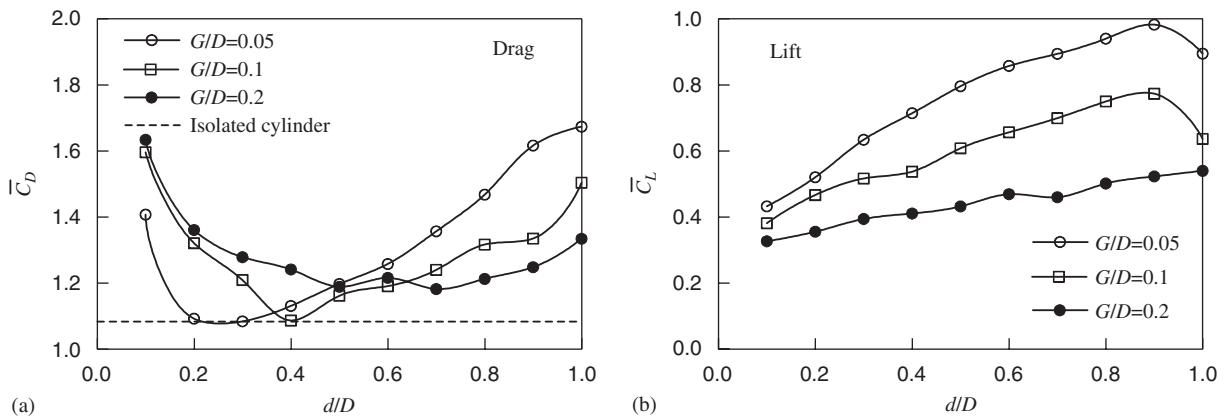 2.0
1.8
1.6
1.4
1.2
1.0
C̅_D
G/D=0.05
G/D=0.1
G/D=0.2
Isolated cylinder
Drag
0.0 0.2 0.4 0.6 0.8 1.0
(a) d/D
1.0
0.8
0.6
0.4
0.2
0.0
C̅_L
Lift
G/D=0.05
G/D=0.1
G/D=0.2
0.0 0.2 0.4 0.6 0.8 1.0
(b) d/D